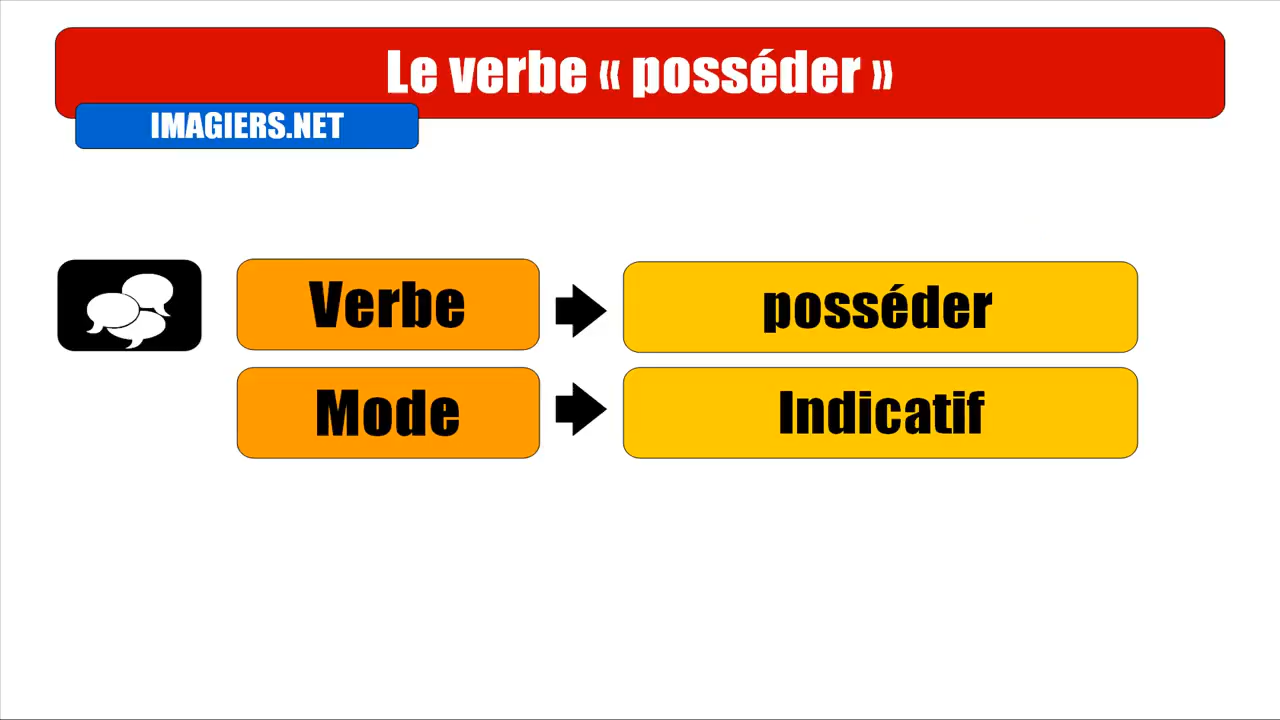 Le verbe « posséder »
IMAGIERS.NET
Verbe
posséder
Mode
Indicatif